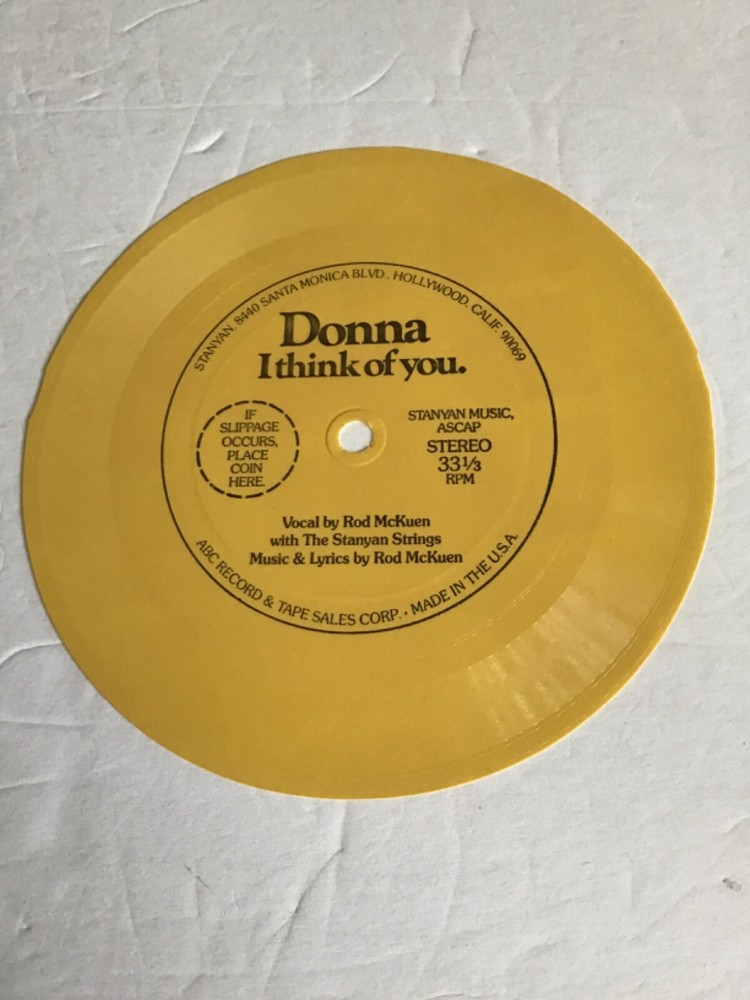 STANYAN, 8440 SANTA MONICA BLVD., HOLLYWOOD, CALIF. 90069
Donna
I think of you.
IF
SLIPPAGE
OCCURS,
PLACE
COIN
HERE.
STANYAN MUSIC,
ASCAP
STEREO
33 1/3
RPM
Vocal by Rod McKuen
with The Stanyan Strings
Music & Lyrics by Rod McKuen
ABC RECORD & TAPE SALES CORP. • MADE IN THE U.S.A.